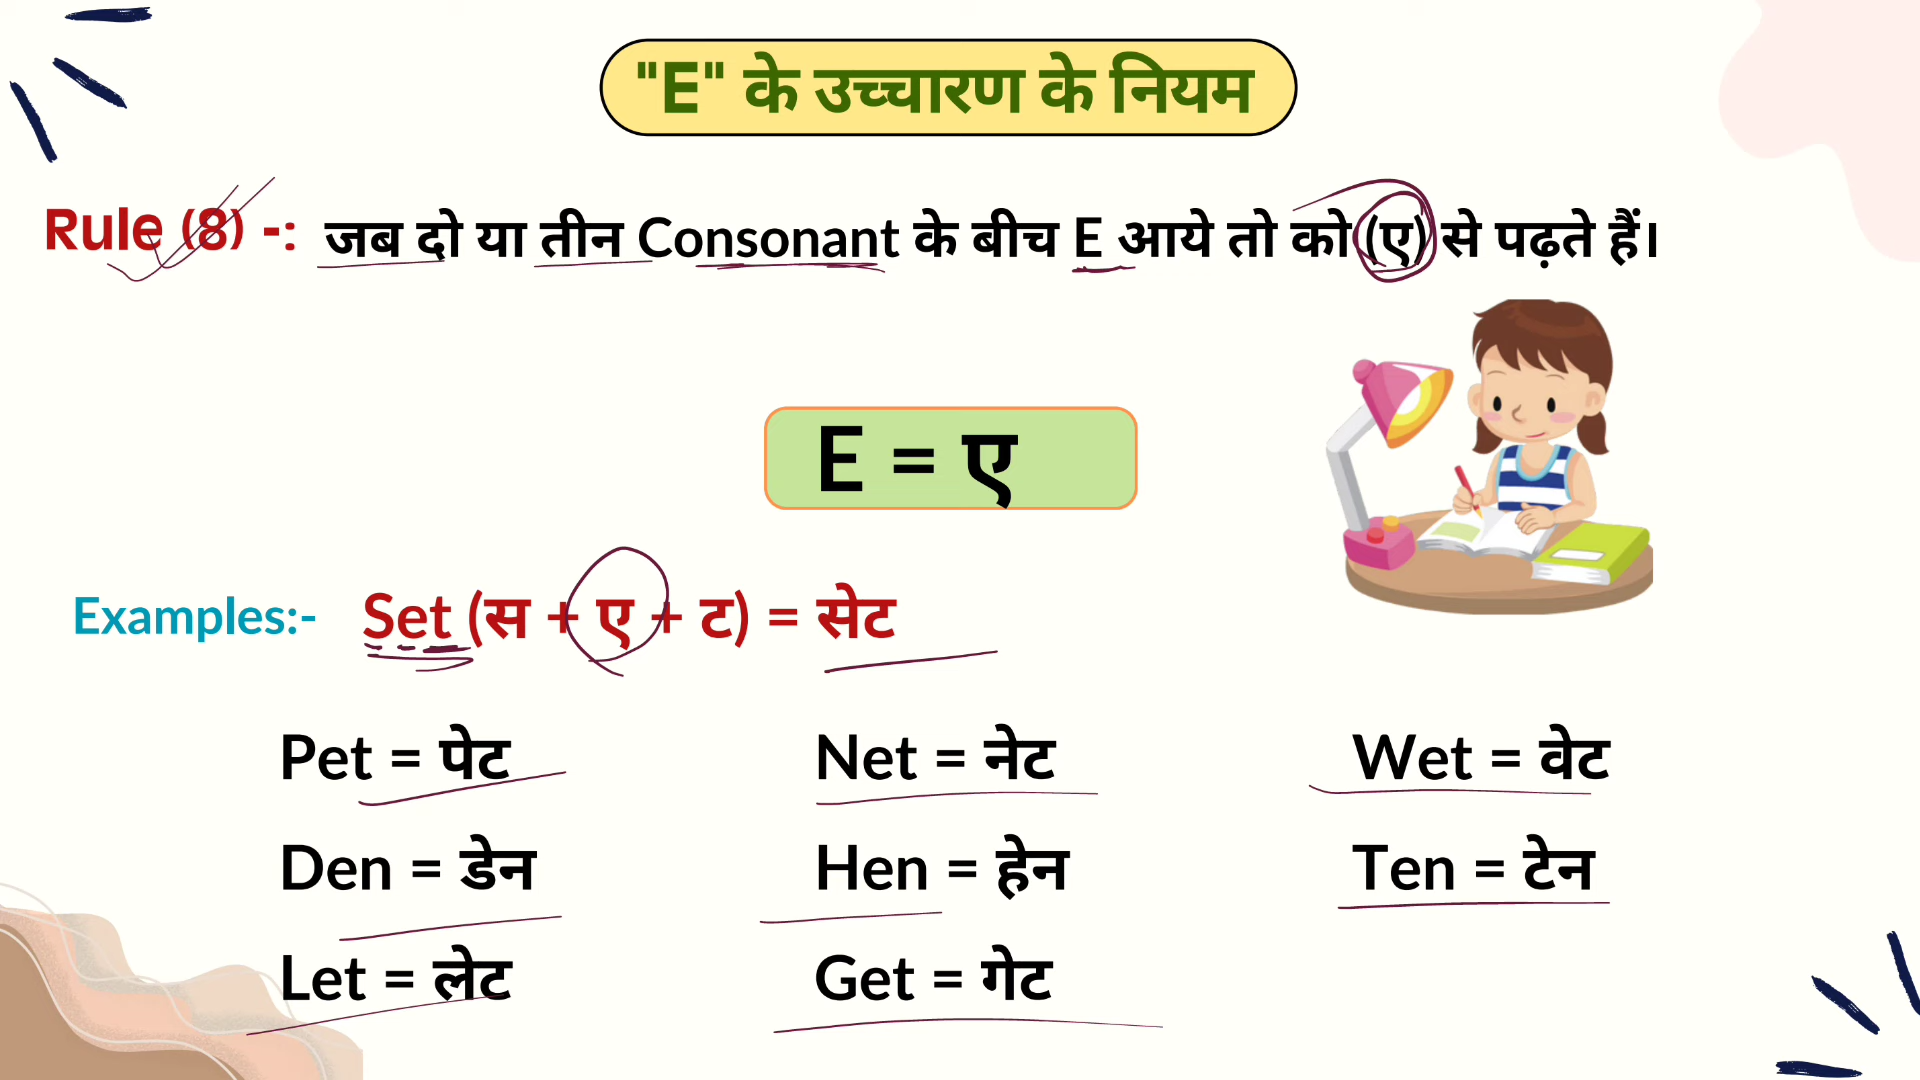 "E" के उच्चारण के नियम
Rule (8) -: जब दो या तीन Consonant के बीच E आये तो को (ए) से पढ़ते हैं।
E = ए
Examples:- Set (स + ए + ट) = सेट
Pet = पेट Net = नेट Wet = वेट
Den = डेन Hen = हेन Ten = टेन
Let = लेट Get = गेट